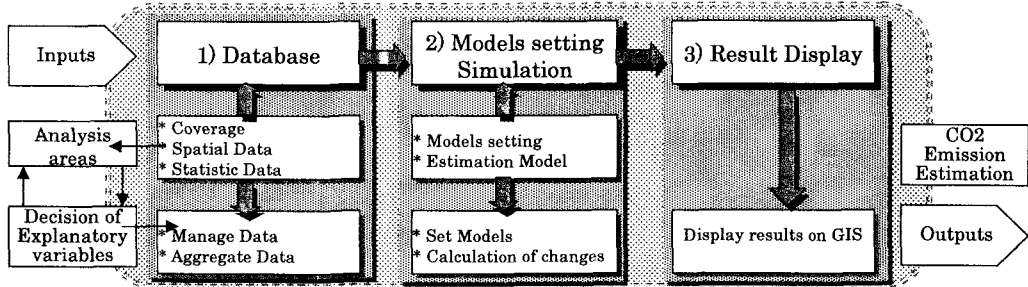 Inputs
1) Database
2) Models setting
Simulation
3) Result Display
Analysis
areas
* Coverage
* Spatial Data
* Statistic Data
* Models setting
* Estimation Model
CO2
Emission
Estimation
Decision of
Explanatory
variables
* Manage Data
* Aggregate Data
* Set Models
* Calculation of changes
Display results on GIS
Outputs